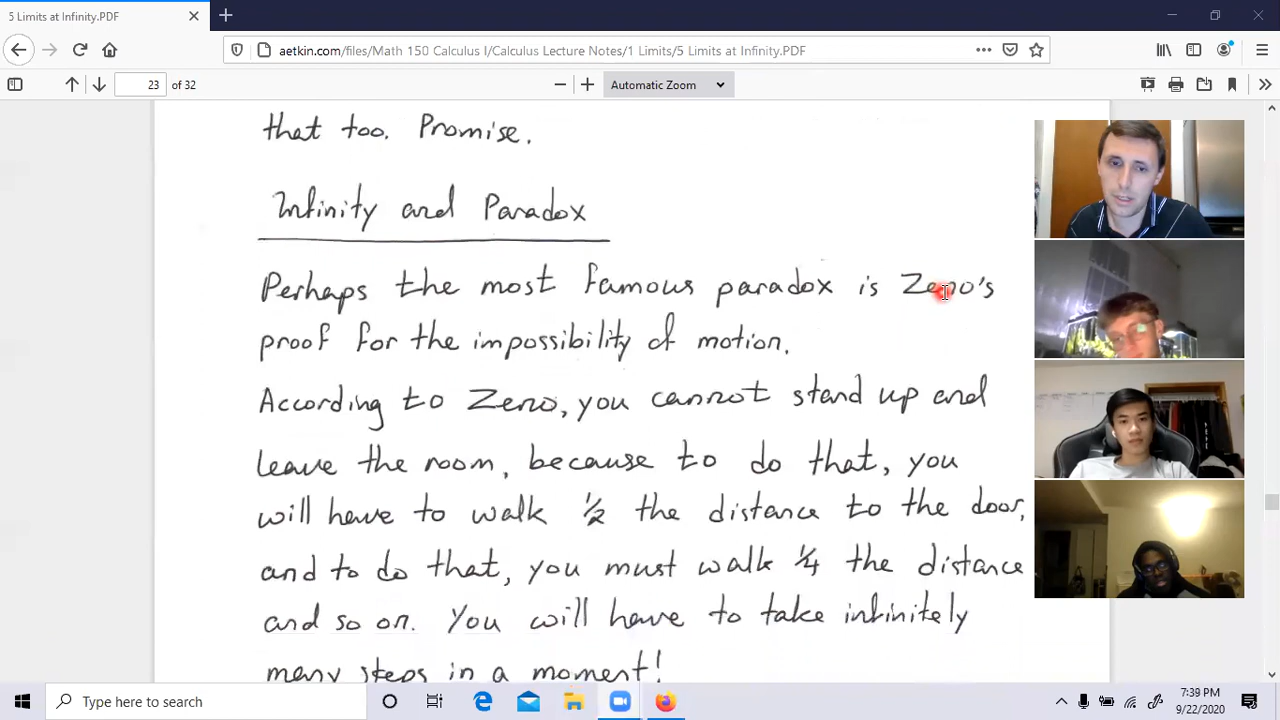 5 Limits at Infinity.PDF
aetkin.com/files/Math 150 Calculus I/Calculus Lecture Notes/1 Limits/5 Limits at Infinity.PDF
23 of 32
Automatic Zoom
that too. Promise.
Infinity and Paradox
Perhaps the most famous paradox is Zeno's
proof for the impossibility of motion.
According to Zeno, you cannot stand up and
leave the room, because to do that, you
will have to walk 1/2 the distance to the door,
and to do that, you must walk 1/4 the distance
and so on. You will have to take infinitely
many steps in a moment!
Type here to search
7:39 PM
9/22/2020